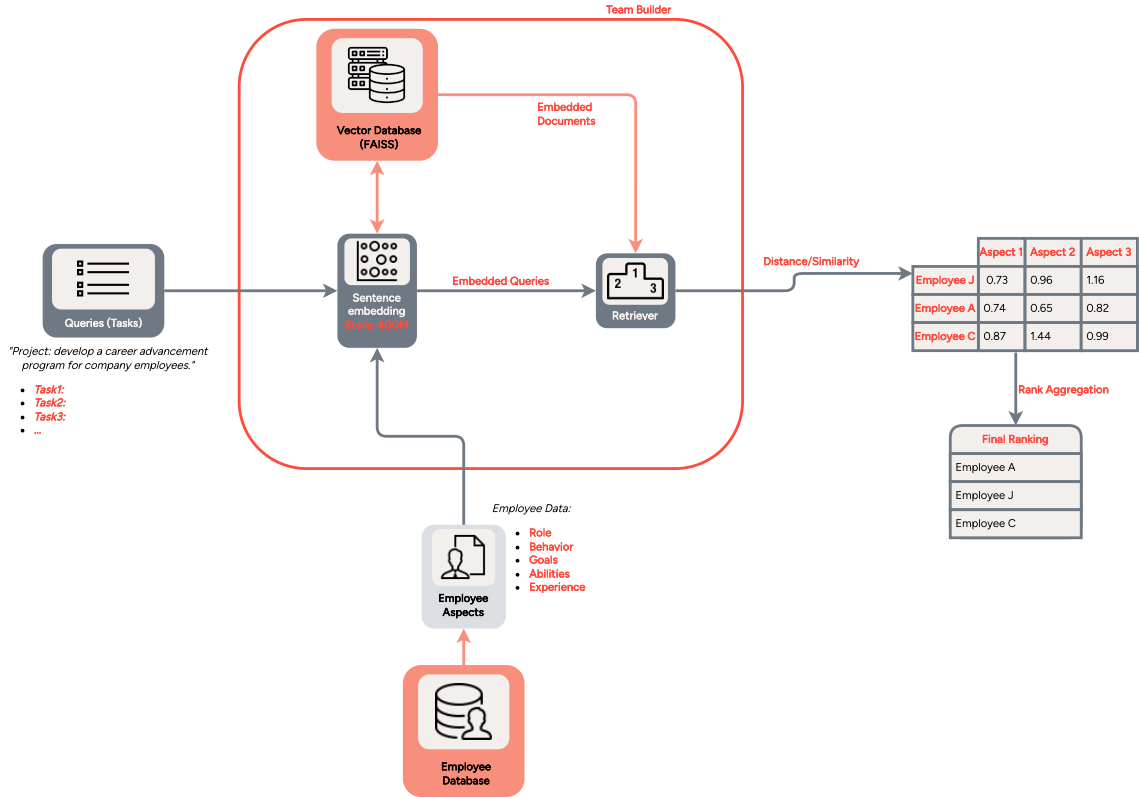 Team Builder
Vector Database
(FAISS)
Embedded
Documents
Sentence
embedding
Stella-400M
Embedded Queries
1
2
3
Retriever
Queries (Tasks)
"Project: develop a career advancement
program for company employees."
Task1:
Task2:
Task3:
...
Distance/Similarity
Aspect 1 Aspect 2 Aspect 3
Employee J 0.73 0.96 1.16
Employee A 0.74 0.65 0.82
Employee C 0.87 1.44 0.99
Rank Aggregation
Final Ranking
Employee A
Employee J
Employee C
Employee Data:
Role
Behavior
Goals
Abilities
Experience
Employee
Aspects
Employee
Database